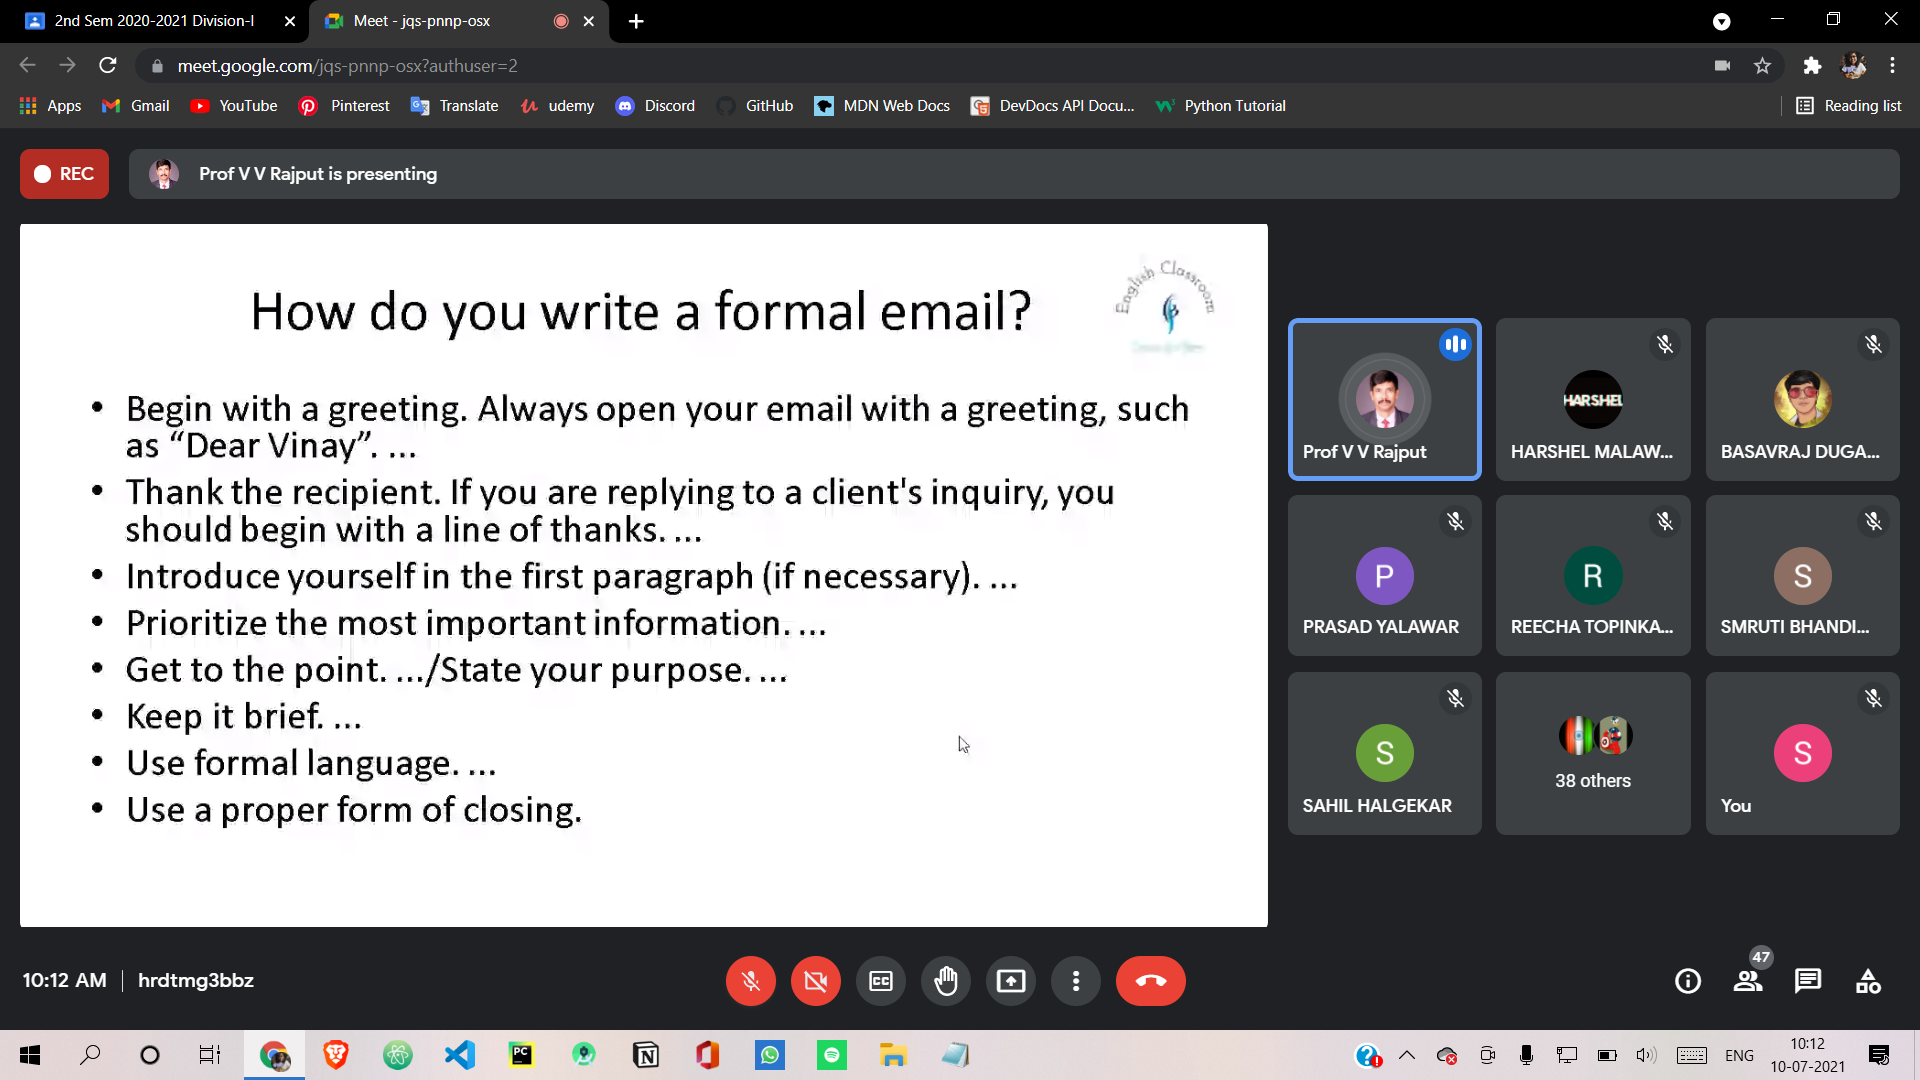 2nd Sem 2020-2021 Division-I
Meet - jqs-pnnp-osx
meet.google.com/jqs-pnnp-osx?authuser=2
Apps
Gmail
YouTube
Pinterest
Translate
udemy
Discord
GitHub
MDN Web Docs
DevDocs API Docu...
Python Tutorial
Reading list
REC
Prof V V Rajput is presenting
English Classroom
How do you write a formal email?
• Begin with a greeting. Always open your email with a greeting, such
as “Dear Vinay”. ...
• Thank the recipient. If you are replying to a client's inquiry, you
should begin with a line of thanks. ...
• Introduce yourself in the first paragraph (if necessary). ...
• Prioritize the most important information. ...
• Get to the point. .../State your purpose. ...
• Keep it brief. ...
• Use formal language. ...
• Use a proper form of closing.
Prof V V Rajput
HARSHEL
HARSHEL MALAW...
BASAVRAJ DUGA...
P
PRASAD YALAWAR
R
REECHA TOPINKA...
S
SMRUTI BHANDI...
S
SAHIL HALGEKAR
38 others
S
You
10:12 AM
hrdtmg3bbz
CC
47
PC
N
ENG
10:12
10-07-2021